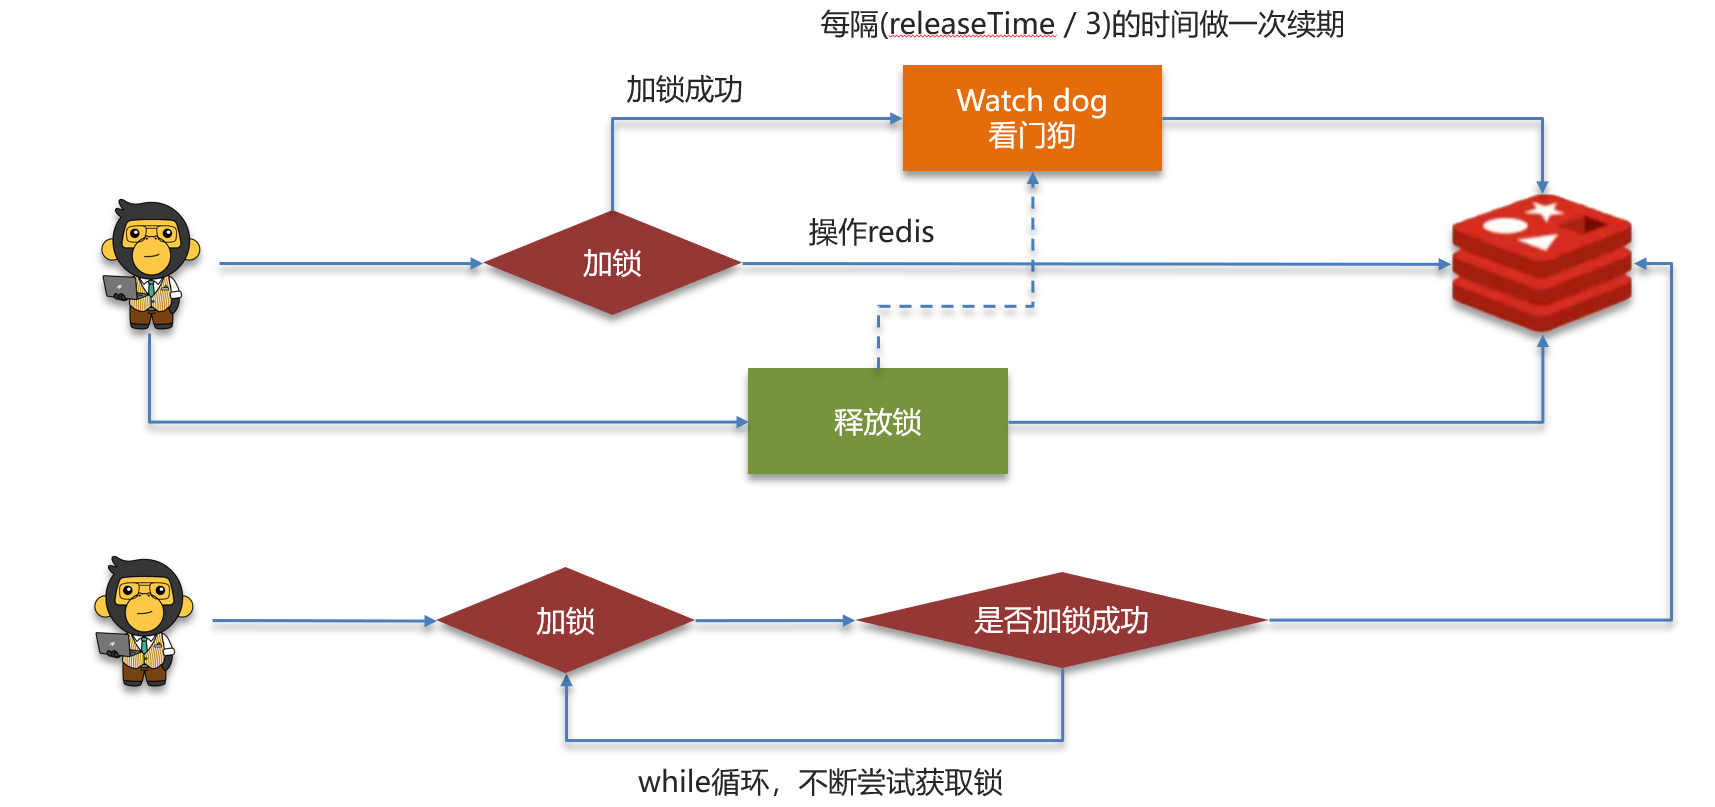 每隔(releaseTime / 3)的时间做一次续期
加锁成功
Watch dog
看门狗
操作redis
加锁
释放锁
加锁
是否加锁成功
while循环，不断尝试获取锁